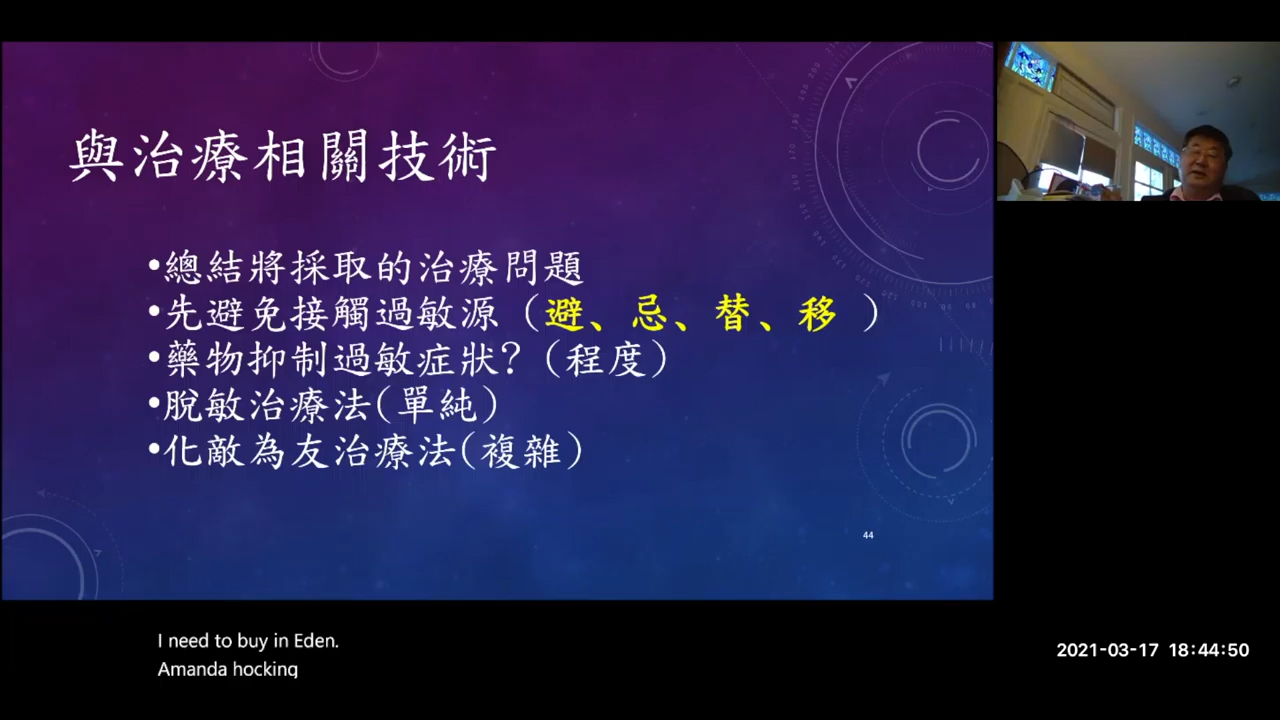 與治療相關技術
•總結將採取的治療問題
•先避免接觸過敏源（避、忌、替、移 ）
•藥物抑制過敏症狀?（程度）
•脫敏治療法(單純)
•化敵為友治療法(複雜)
44
I need to buy in Eden.
Amanda hocking
2021-03-17 18:44:50